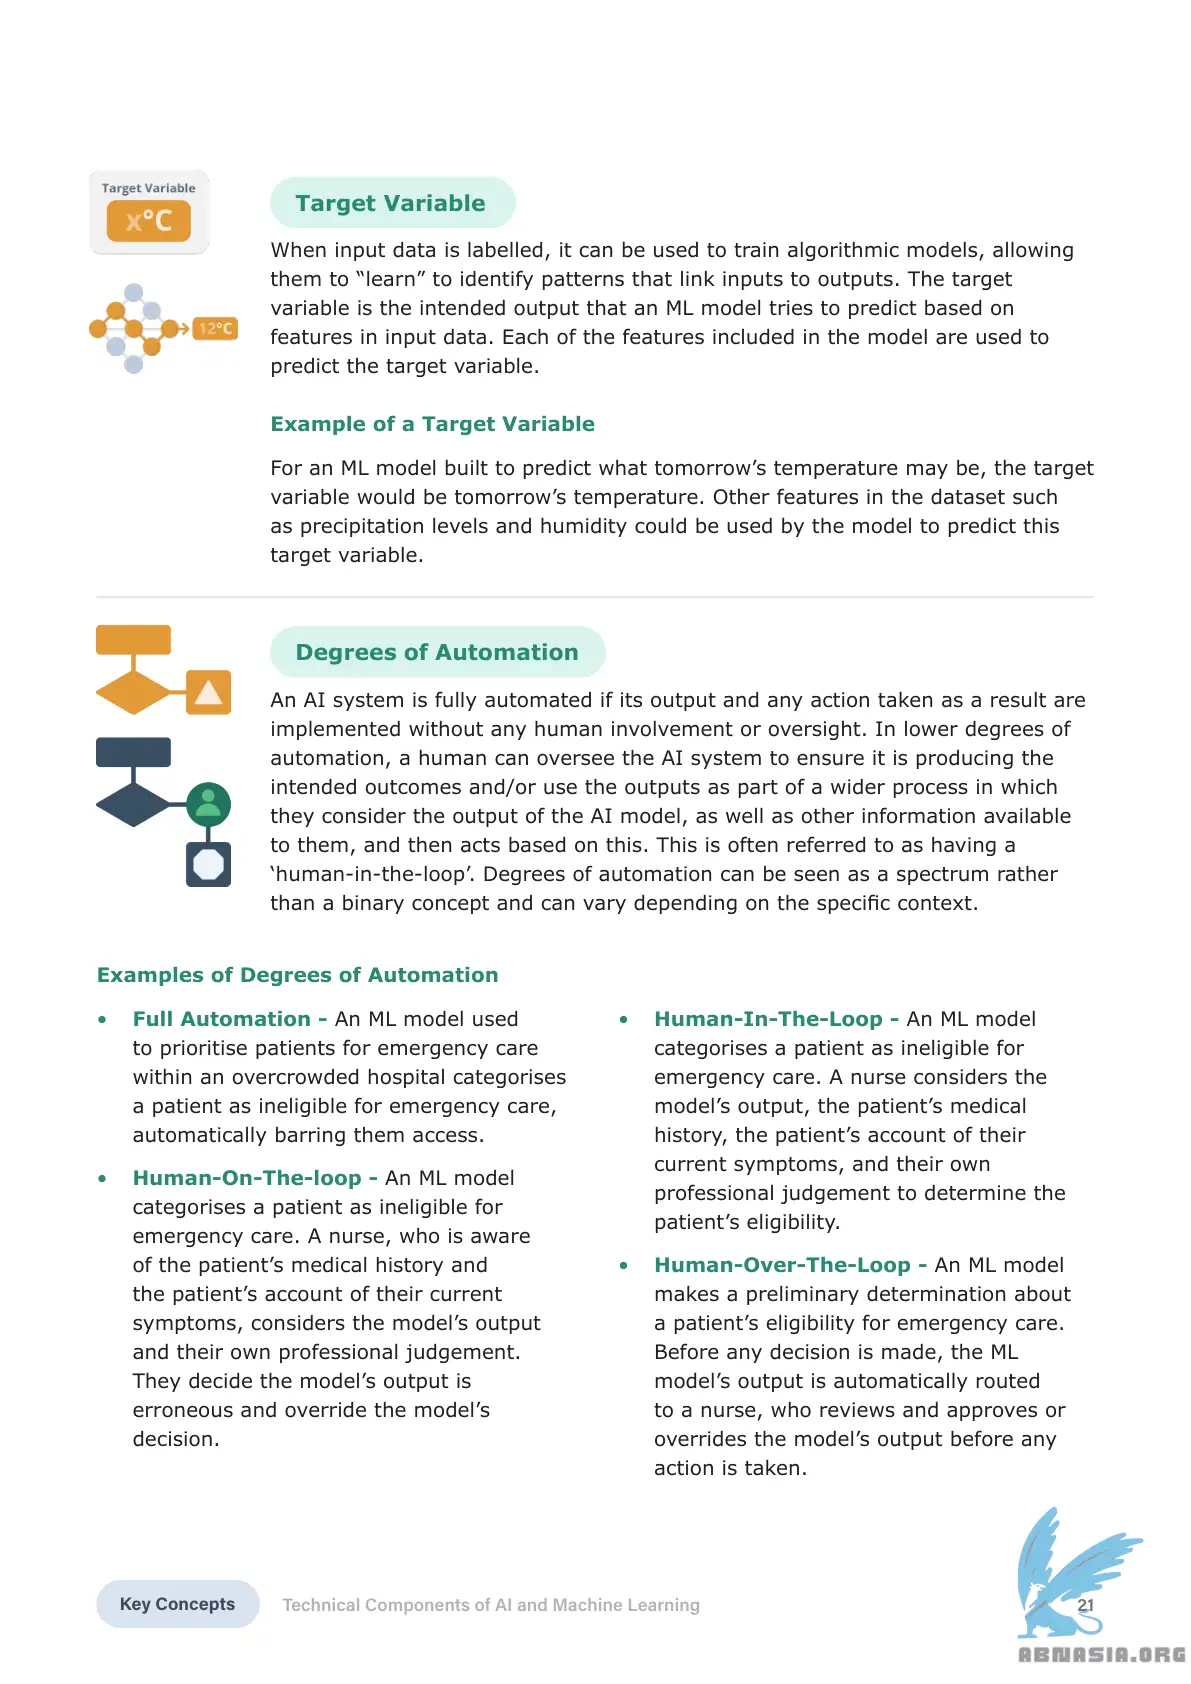 Target Variable
x°C
12°C
Target Variable
When input data is labelled, it can be used to train algorithmic models, allowing
them to “learn” to identify patterns that link inputs to outputs. The target
variable is the intended output that an ML model tries to predict based on
features in input data. Each of the features included in the model are used to
predict the target variable.
Example of a Target Variable
For an ML model built to predict what tomorrow’s temperature may be, the target
variable would be tomorrow’s temperature. Other features in the dataset such
as precipitation levels and humidity could be used by the model to predict this
target variable.
Degrees of Automation
An AI system is fully automated if its output and any action taken as a result are
implemented without any human involvement or oversight. In lower degrees of
automation, a human can oversee the AI system to ensure it is producing the
intended outcomes and/or use the outputs as part of a wider process in which
they consider the output of the AI model, as well as other information available
to them, and then acts based on this. This is often referred to as having a
‘human-in-the-loop’. Degrees of automation can be seen as a spectrum rather
than a binary concept and can vary depending on the specific context.
Examples of Degrees of Automation
• Full Automation - An ML model used
to prioritise patients for emergency care
within an overcrowded hospital categorises
a patient as ineligible for emergency care,
automatically barring them access.
• Human-On-The-loop - An ML model
categorises a patient as ineligible for
emergency care. A nurse, who is aware
of the patient’s medical history and
the patient’s account of their current
symptoms, considers the model’s output
and their own professional judgement.
They decide the model’s output is
erroneous and override the model’s
decision.
• Human-In-The-Loop - An ML model
categorises a patient as ineligible for
emergency care. A nurse considers the
model’s output, the patient’s medical
history, the patient’s account of their
current symptoms, and their own
professional judgement to determine the
patient’s eligibility.
• Human-Over-The-Loop - An ML model
makes a preliminary determination about
a patient’s eligibility for emergency care.
Before any decision is made, the ML
model’s output is automatically routed
to a nurse, who reviews and approves or
overrides the model’s output before any
action is taken.
Key Concepts
Technical Components of AI and Machine Learning
21
ABNASIA.ORG